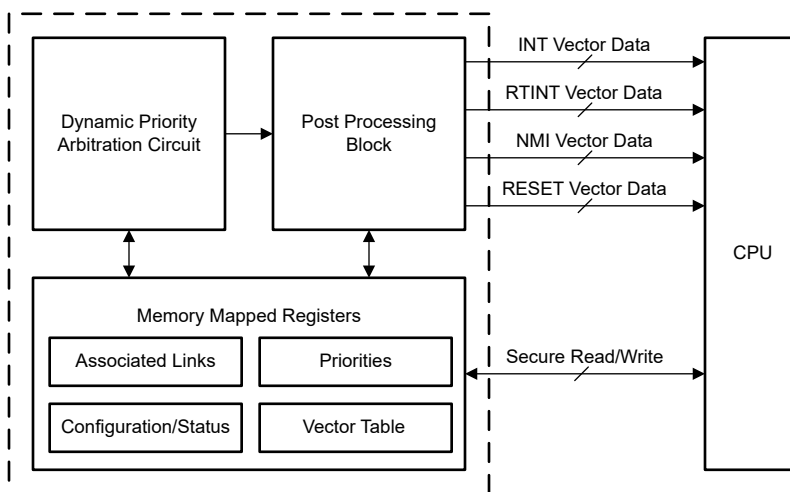 Dynamic Priority
Arbitration Circuit
Post Processing
Block
INT Vector Data
RTINT Vector Data
NMI Vector Data
RESET Vector Data
CPU
Memory Mapped Registers
Associated Links
Priorities
Configuration/Status
Vector Table
Secure Read/Write